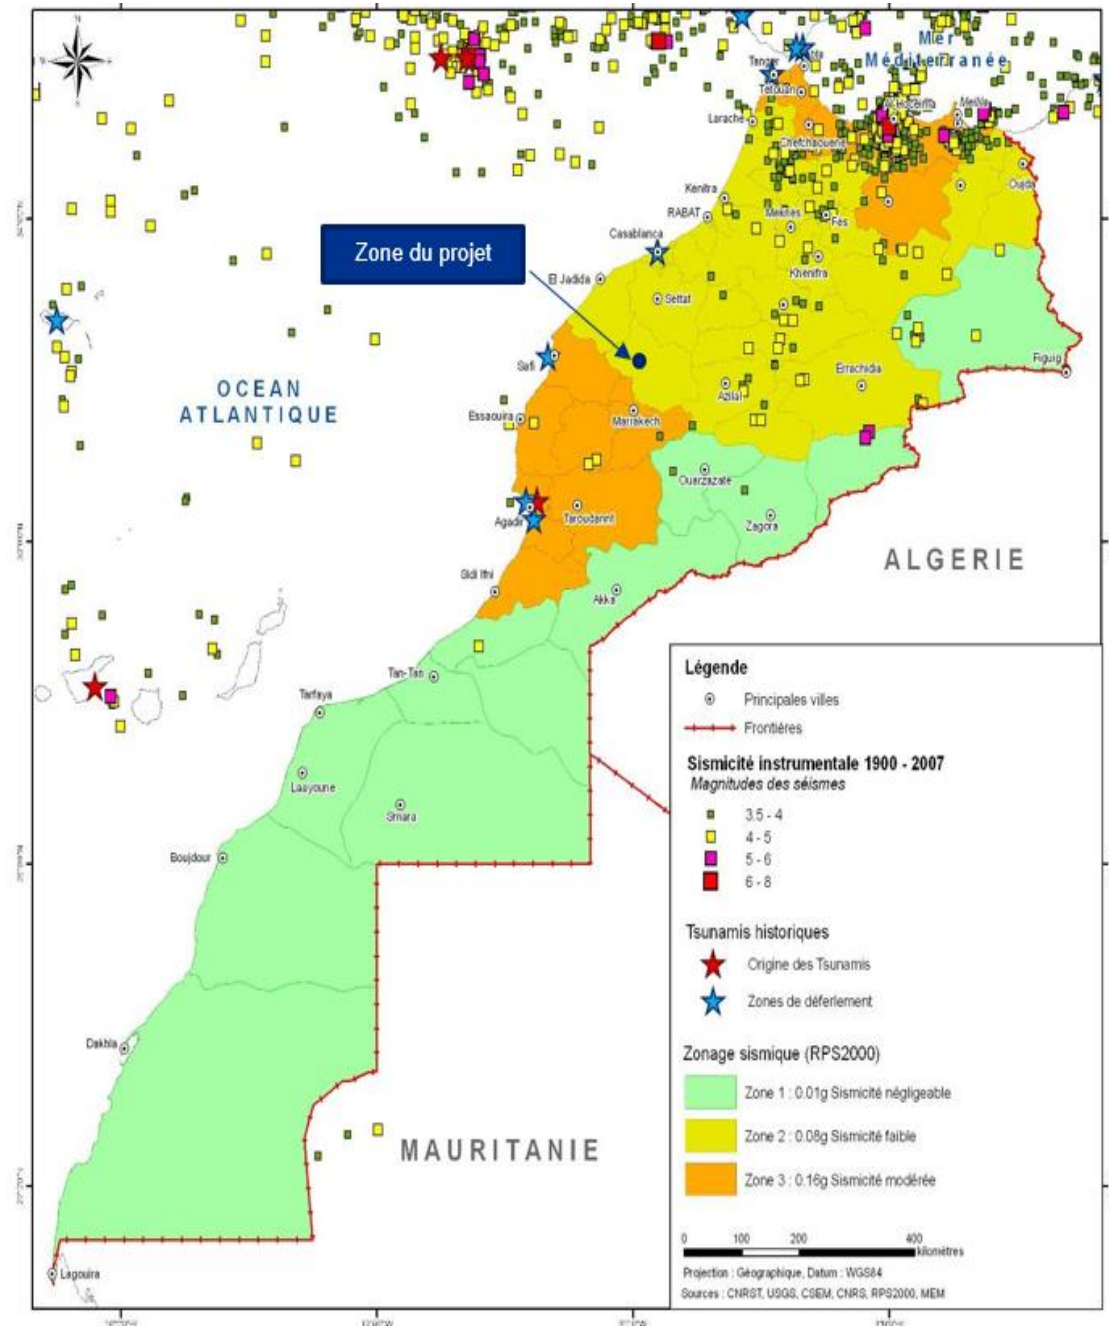 N
Mer
Méditerranée
Tanger
Tétouan
Larache
Chefchaouene
Al Hoceima
Melilla
Oujda
Kenitra
RABAT
Meknes
Fes
Casablanca
Khenifra
Zone du projet
El Jadida
Settat
Safi
Errachidia
Figuig
Azilal
OCEAN
ATLANTIQUE
Essaouira
Marrakech
Ouarzazate
Agadir
Taroudannt
Zagora
ALGERIE
Sidi Ifni
Akka
Tan-Tan
Tarfaya
Laayoune
Smara
Boujdour
Dakhla
MAURITANIE
Lagouira
Légende
Principales villes
Frontières
Sismicité instrumentale 1900 - 2007
Magnitudes des séismes
3.5 - 4
4 - 5
5 - 6
6 - 8
Tsunamis historiques
Origine des Tsunamis
Zones de déferlement
Zonage sismique (RPS2000)
Zone 1 : 0.01g Sismicité négligeable
Zone 2 : 0.08g Sismicité faible
Zone 3 : 0.16g Sismicité modérée
0 100 200 400
kilomètres
Projection : Géographique, Datum : WGS84
Sources : CNRST, USGS, CSEM, CNRS, RPS2000, MEM